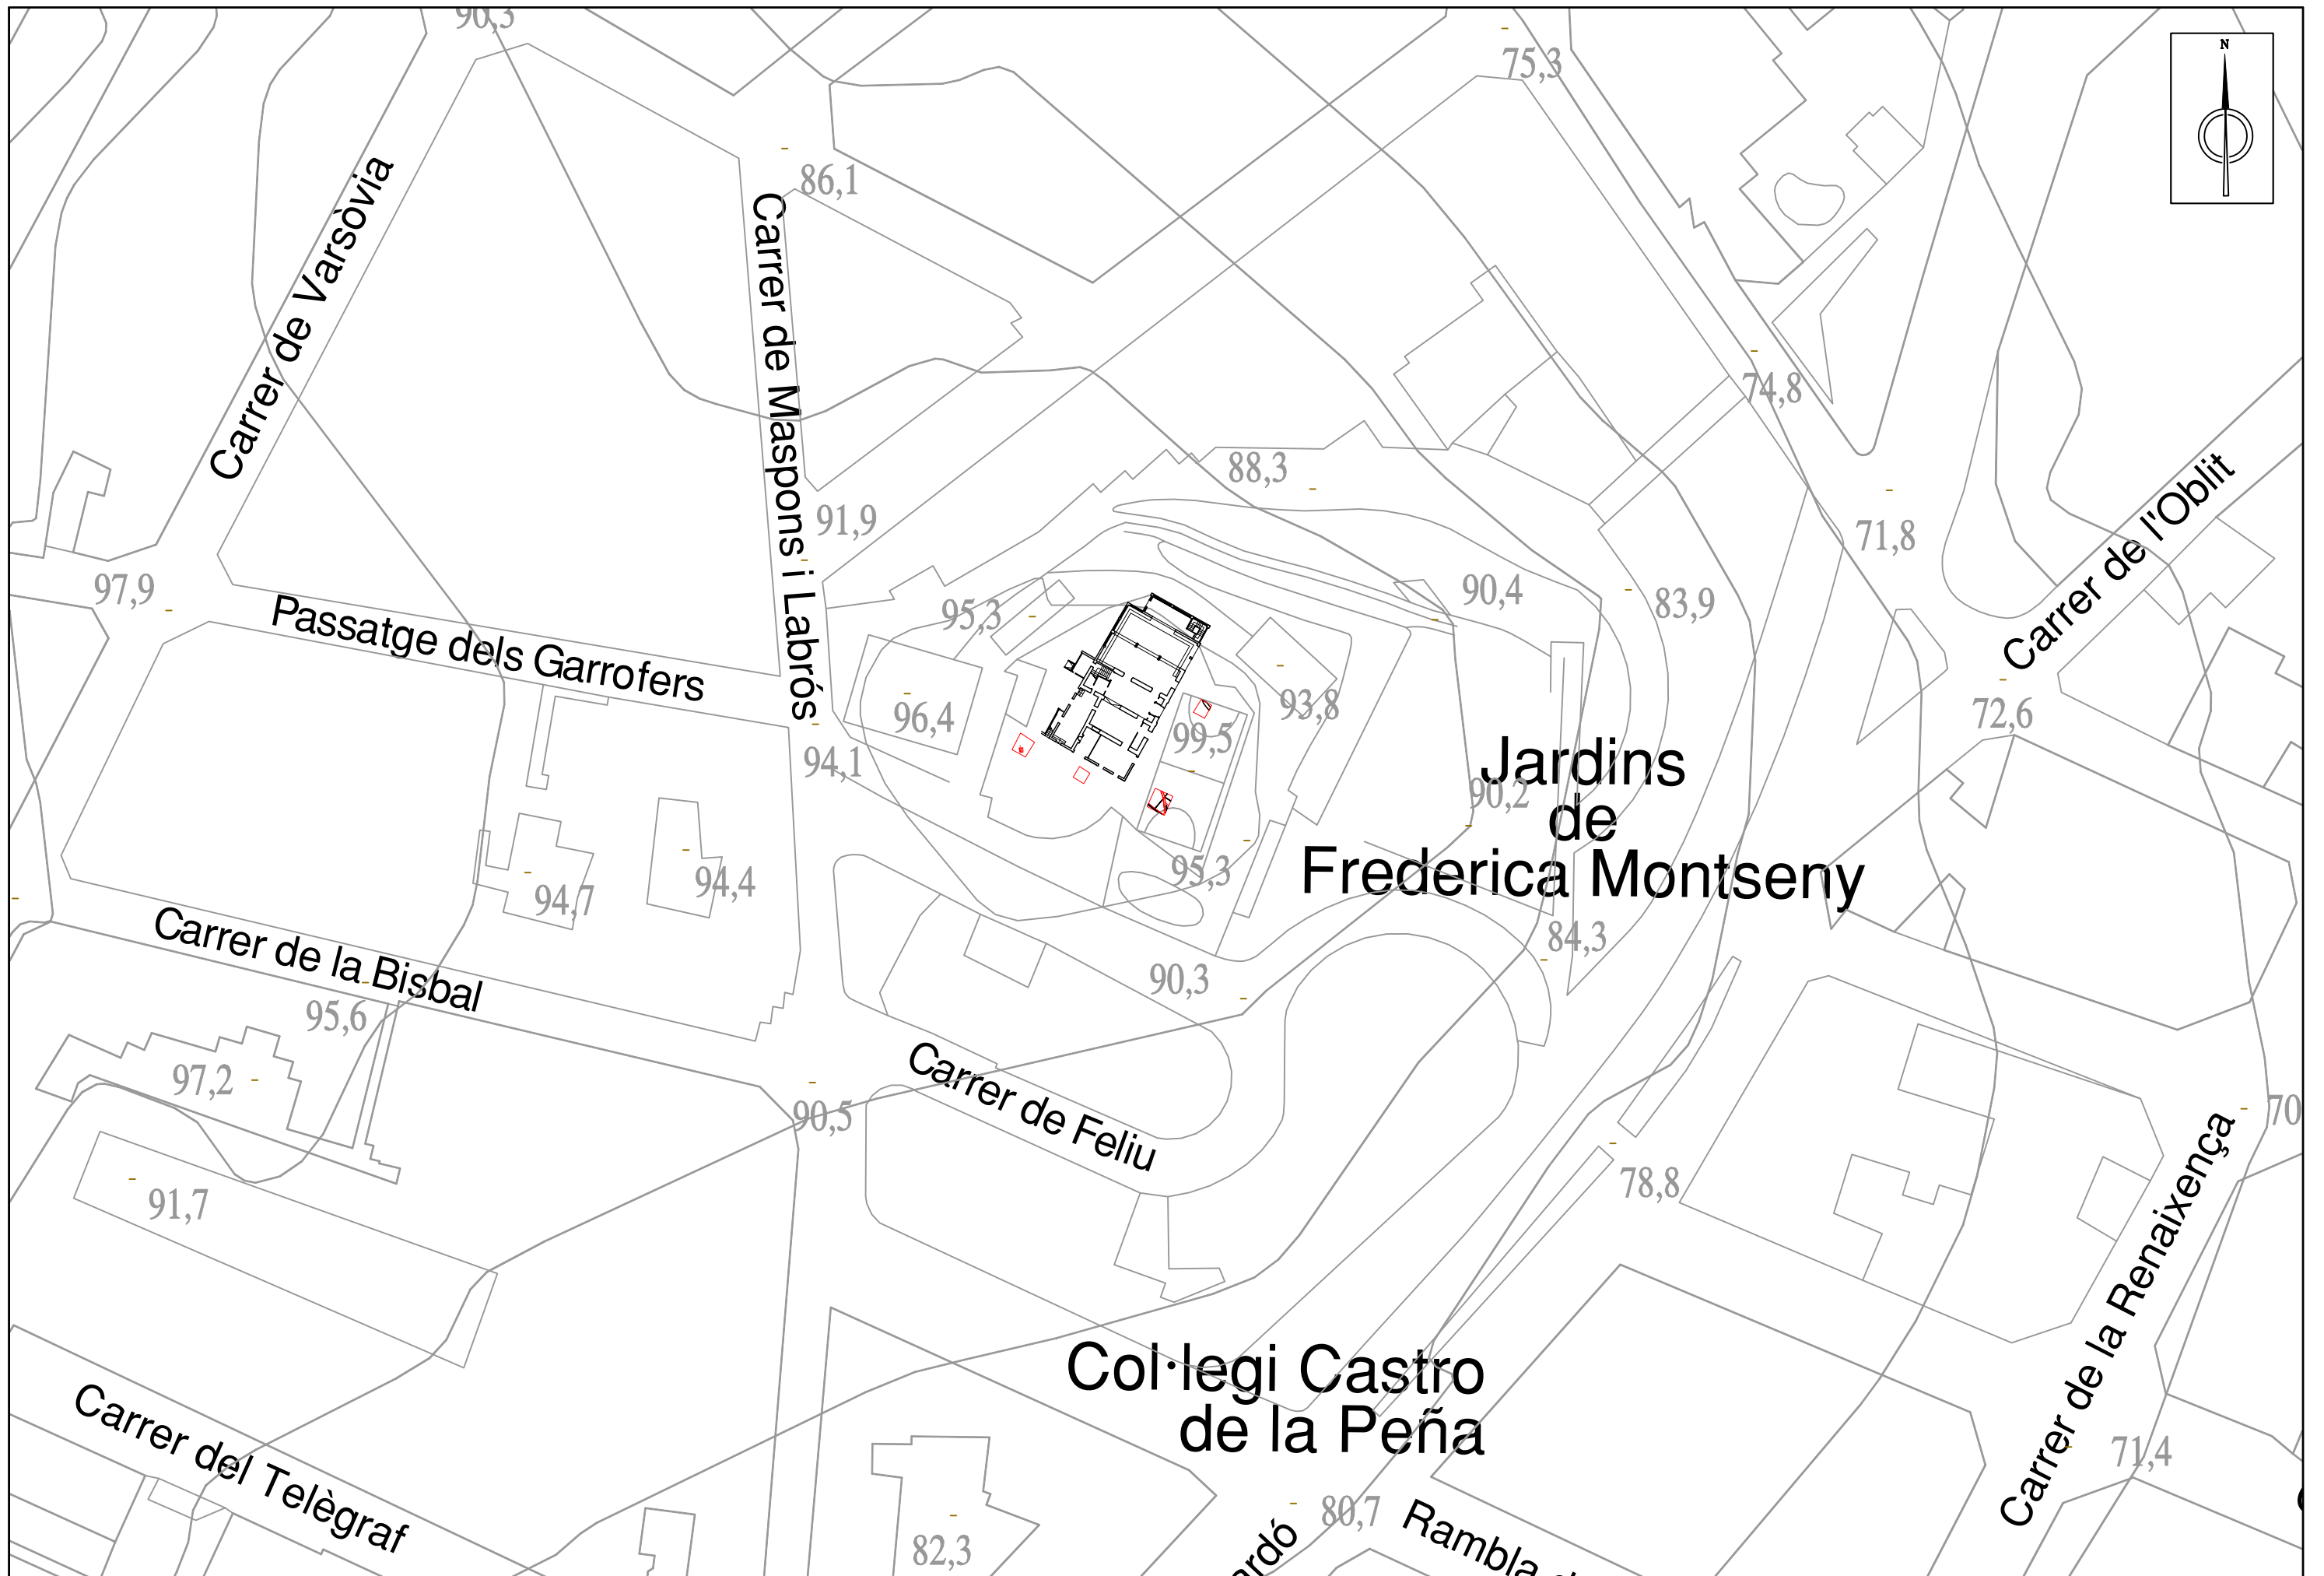 90,3
N
75,3
86,1
Carrer de Varsòvia
Carrer de Maspons i Labrós
74,8
88,3
91,9
71,8
Carrer de l'Oblit
97,9
95,3
90,4
83,9
Passatge dels Garrofers
96,4
93,8
99,5
72,6
94,1
Jardins
de
Frederica Montseny
90,2
95,3
94,7
94,4
84,3
Carrer de la Bisbal
90,3
95,6
97,2
Carrer de Feliu
90,5
70
91,7
78,8
Carrer de la Renaixença
Col·legi Castro
de la Peña
Carrer del Telègraf
71,4
80,7
82,3
Rambla
ardó